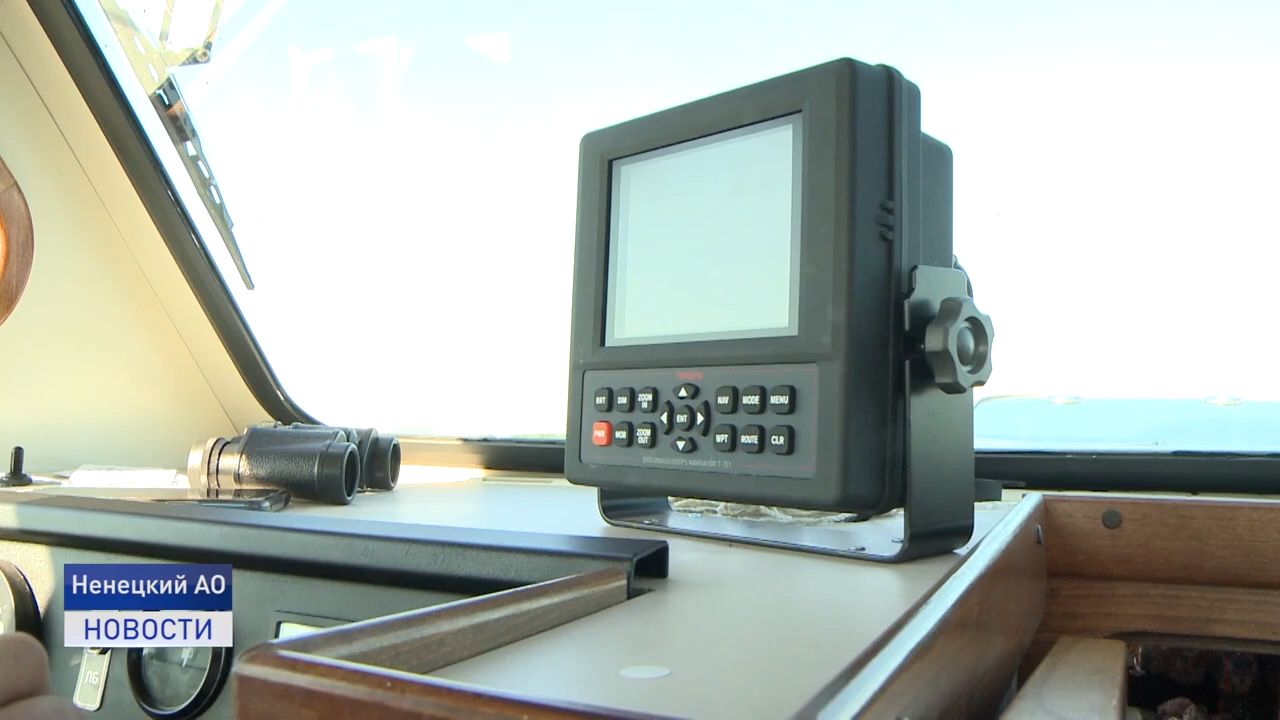 BRT DIM ZOOM IN NAV MODE MENU
ENT
PWR MOB ZOOM OUT WPT ROUTE CLR
Ненецкий АО
НОВОСТИ